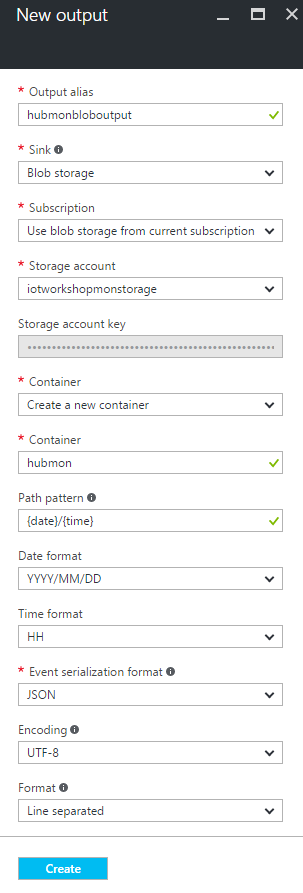 New output
* Output alias
hubmonbloboutput
* Sink
Blob storage
* Subscription
Use blob storage from current subscription
* Storage account
iotworkshopmonstorage
Storage account key
••••••••••••••••••••••••••••••••••••••••••••••••••
* Container
Create a new container
* Container
hubmon
Path pattern
{date}/{time}
Date format
YYYY/MM/DD
Time format
HH
* Event serialization format
JSON
Encoding
UTF-8
Format
Line separated
Create